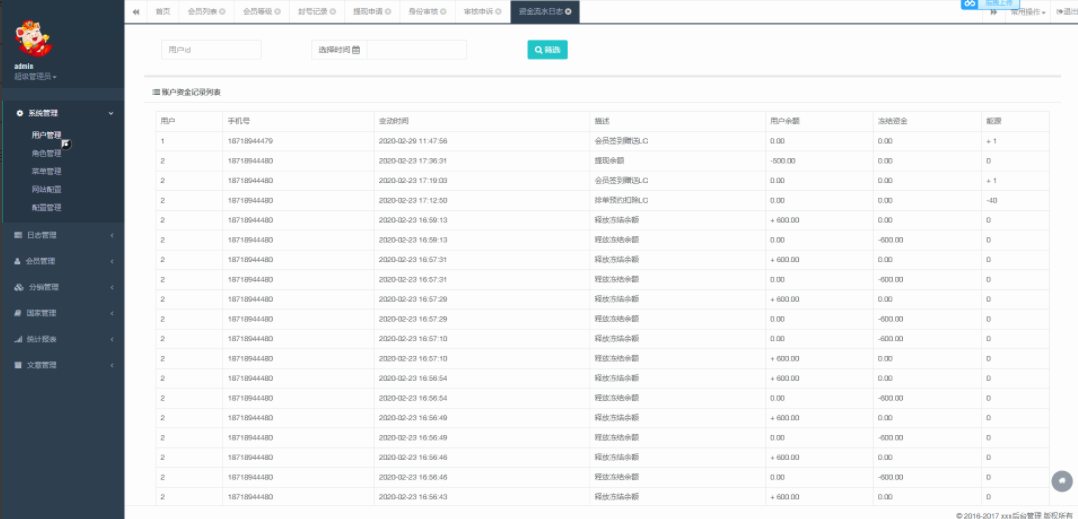 首页 会员列表 会员等级 封号记录 提现申请 身份审核 审核申诉 资金流水日志 常用操作 退出
admin
超级管理员
系统管理
用户管理
角色管理
菜单管理
网站配置
配置管理
日志管理
会员管理
分销管理
国家管理
统计报表
文章管理
用户id 选择时间 筛选
账户资金记录列表
用户 手机号 变动时间 描述 用户余额 冻结资金 能源
1 18718944479 2020-02-29 11:47:56 会员签到赠送LC 0.00 0.00 + 1
2 18718944480 2020-02-23 17:36:31 提现余额 -500.00 0.00 0
2 18718944480 2020-02-23 17:19:03 会员签到赠送LC 0.00 0.00 + 1
2 18718944480 2020-02-23 17:12:50 排单预约扣除LC 0.00 0.00 -40
2 18718944480 2020-02-23 16:59:13 释放冻结余额 + 600.00 0.00 0
2 18718944480 2020-02-23 16:59:13 释放冻结余额 0.00 -600.00 0
2 18718944480 2020-02-23 16:57:31 释放冻结余额 + 600.00 0.00 0
2 18718944480 2020-02-23 16:57:31 释放冻结余额 0.00 -600.00 0
2 18718944480 2020-02-23 16:57:29 释放冻结余额 + 600.00 0.00 0
2 18718944480 2020-02-23 16:57:29 释放冻结余额 0.00 -600.00 0
2 18718944480 2020-02-23 16:57:10 释放冻结余额 0.00 -600.00 0
2 18718944480 2020-02-23 16:57:10 释放冻结余额 + 600.00 0.00 0
2 18718944480 2020-02-23 16:56:54 释放冻结余额 + 600.00 0.00 0
2 18718944480 2020-02-23 16:56:54 释放冻结余额 0.00 -600.00 0
2 18718944480 2020-02-23 16:56:49 释放冻结余额 + 600.00 0.00 0
2 18718944480 2020-02-23 16:56:49 释放冻结余额 0.00 -600.00 0
2 18718944480 2020-02-23 16:56:46 释放冻结余额 + 600.00 0.00 0
2 18718944480 2020-02-23 16:56:46 释放冻结余额 0.00 -600.00 0
2 18718944480 2020-02-23 16:56:43 释放冻结余额 + 600.00 0.00 0
© 2016-2017 xxx后台管理 版权所有